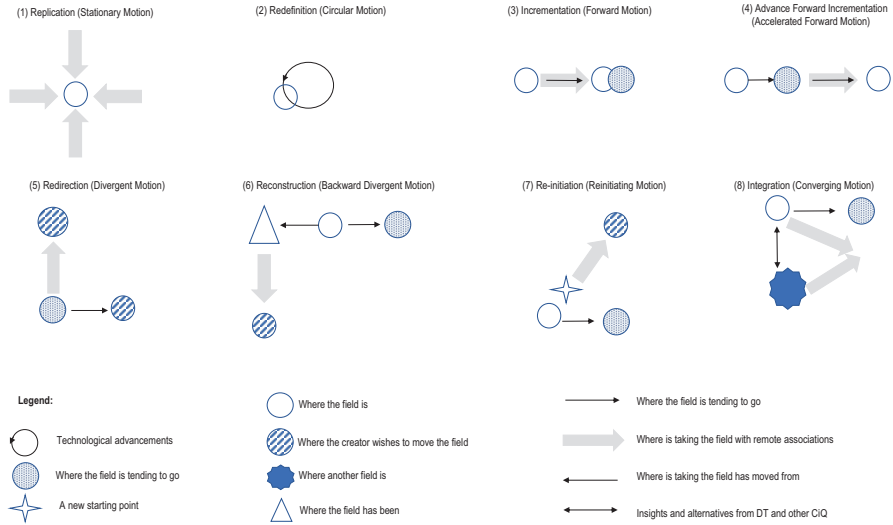 (1) Replication (Stationary Motion)
(2) Redefinition (Circular Motion)
(3) Incrementation (Forward Motion)
(4) Advance Forward Incrementation
(Accelerated Forward Motion)
(5) Redirection (Divergent Motion)
(6) Reconstruction (Backward Divergent Motion)
(7) Re-initiation (Reinitiating Motion)
(8) Integration (Converging Motion)
Legend:
Technological advancements
Where the field is tending to go
A new starting point
Where the field is
Where the creator wishes to move the field
Where another field is
Where the field has been
Where the field is tending to go
Where is taking the field with remote associations
Where is taking the field has moved from
Insights and alternatives from DT and other CiQ